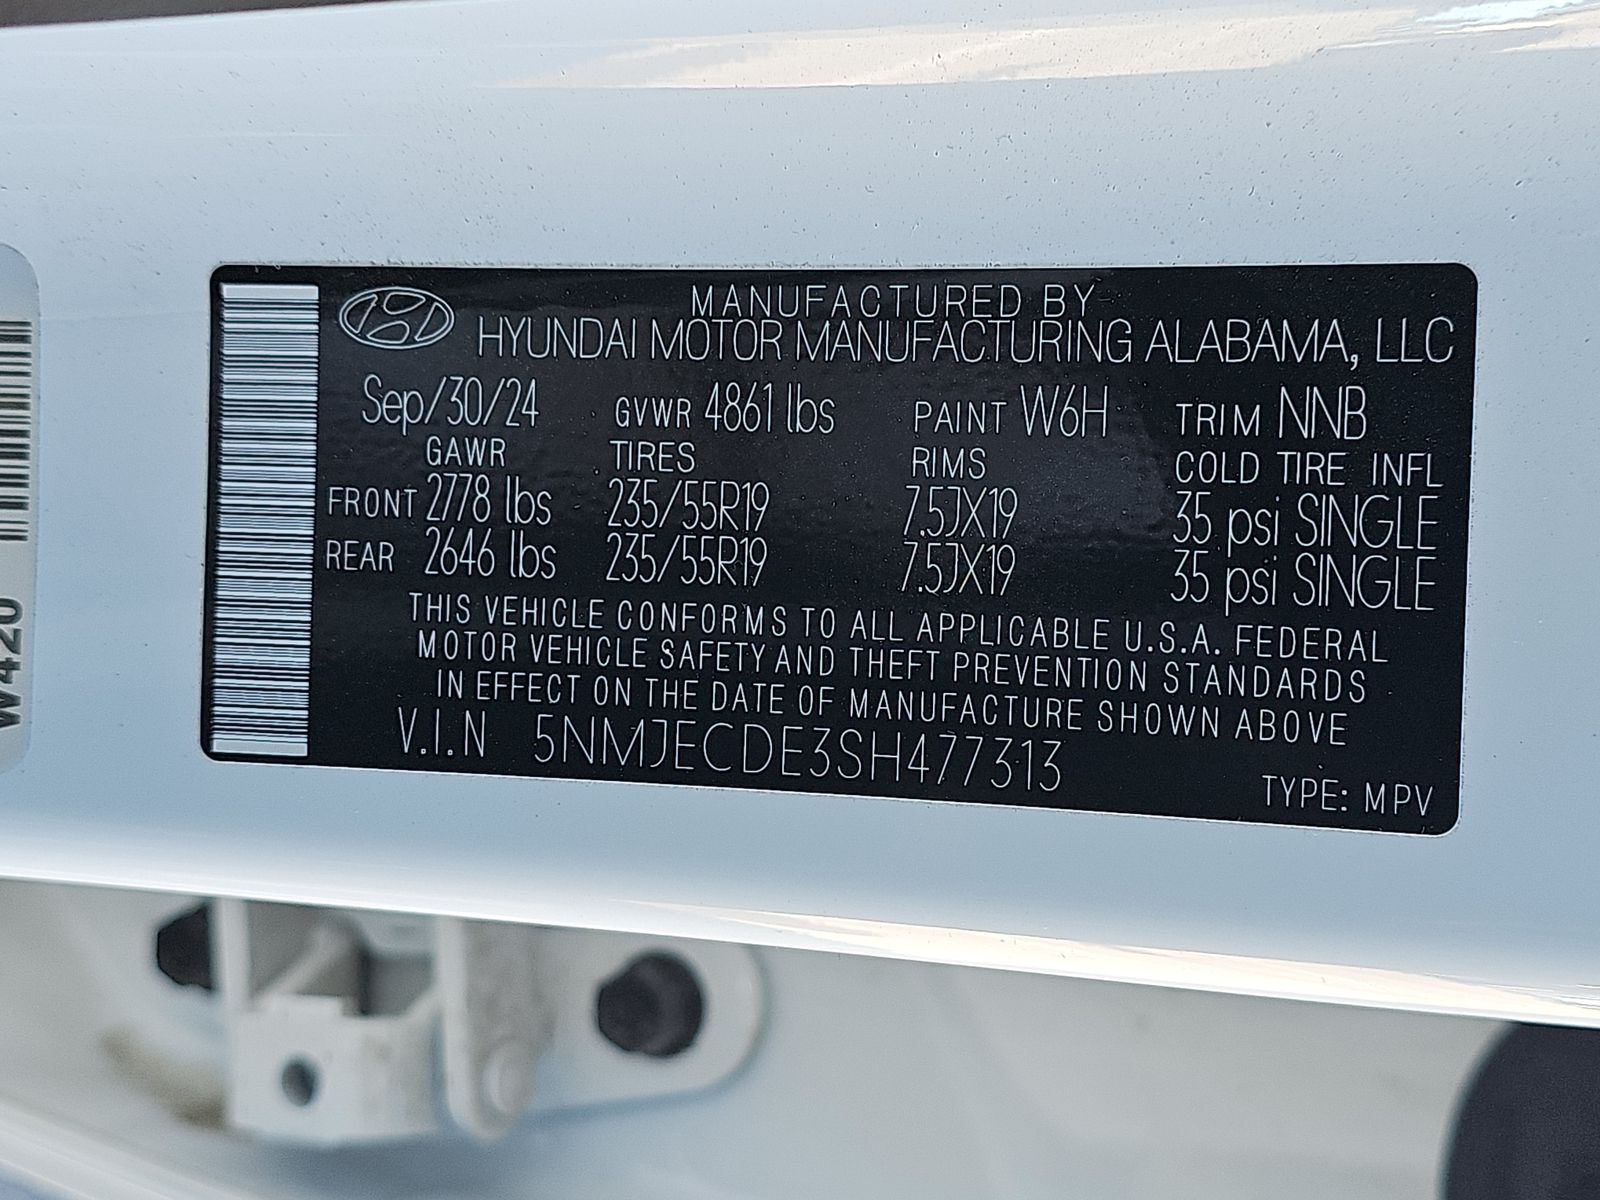 MANUFACTURED BY
HYUNDAI MOTOR MANUFACTURING ALABAMA, LLC
Sep/30/24 GVWR 4861 lbs PAINT W6H TRIM NNB
GAWR TIRES RIMS COLD TIRE INFL
FRONT 2778 lbs 235/55R19 7.5JX19 35 psi SINGLE
REAR 2646 lbs 235/55R19 7.5JX19 35 psi SINGLE
THIS VEHICLE CONFORMS TO ALL APPLICABLE U.S.A. FEDERAL
MOTOR VEHICLE SAFETY AND THEFT PREVENTION STANDARDS
IN EFFECT ON THE DATE OF MANUFACTURE SHOWN ABOVE
V.I.N 5NMJECDE3SH477313
TYPE: MPV
W420